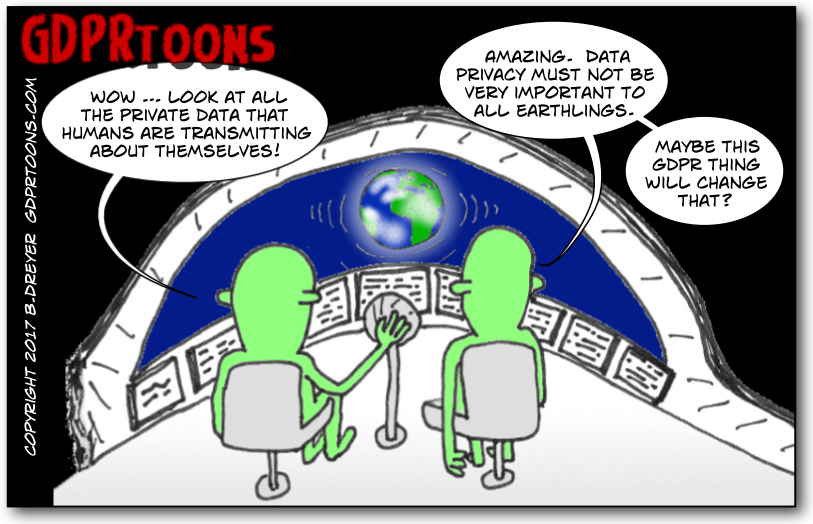 GDPRTOONS
WOW ... LOOK AT ALL
THE PRIVATE DATA THAT
HUMANS ARE TRANSMITTING
ABOUT THEMSELVES!
AMAZING. DATA
PRIVACY MUST NOT BE
VERY IMPORTANT TO
ALL EARTHLINGS.
MAYBE THIS
GDPR THING
WILL CHANGE
THAT?
COPYRIGHT 2017 B.DREYER GDPRTOONS.COM